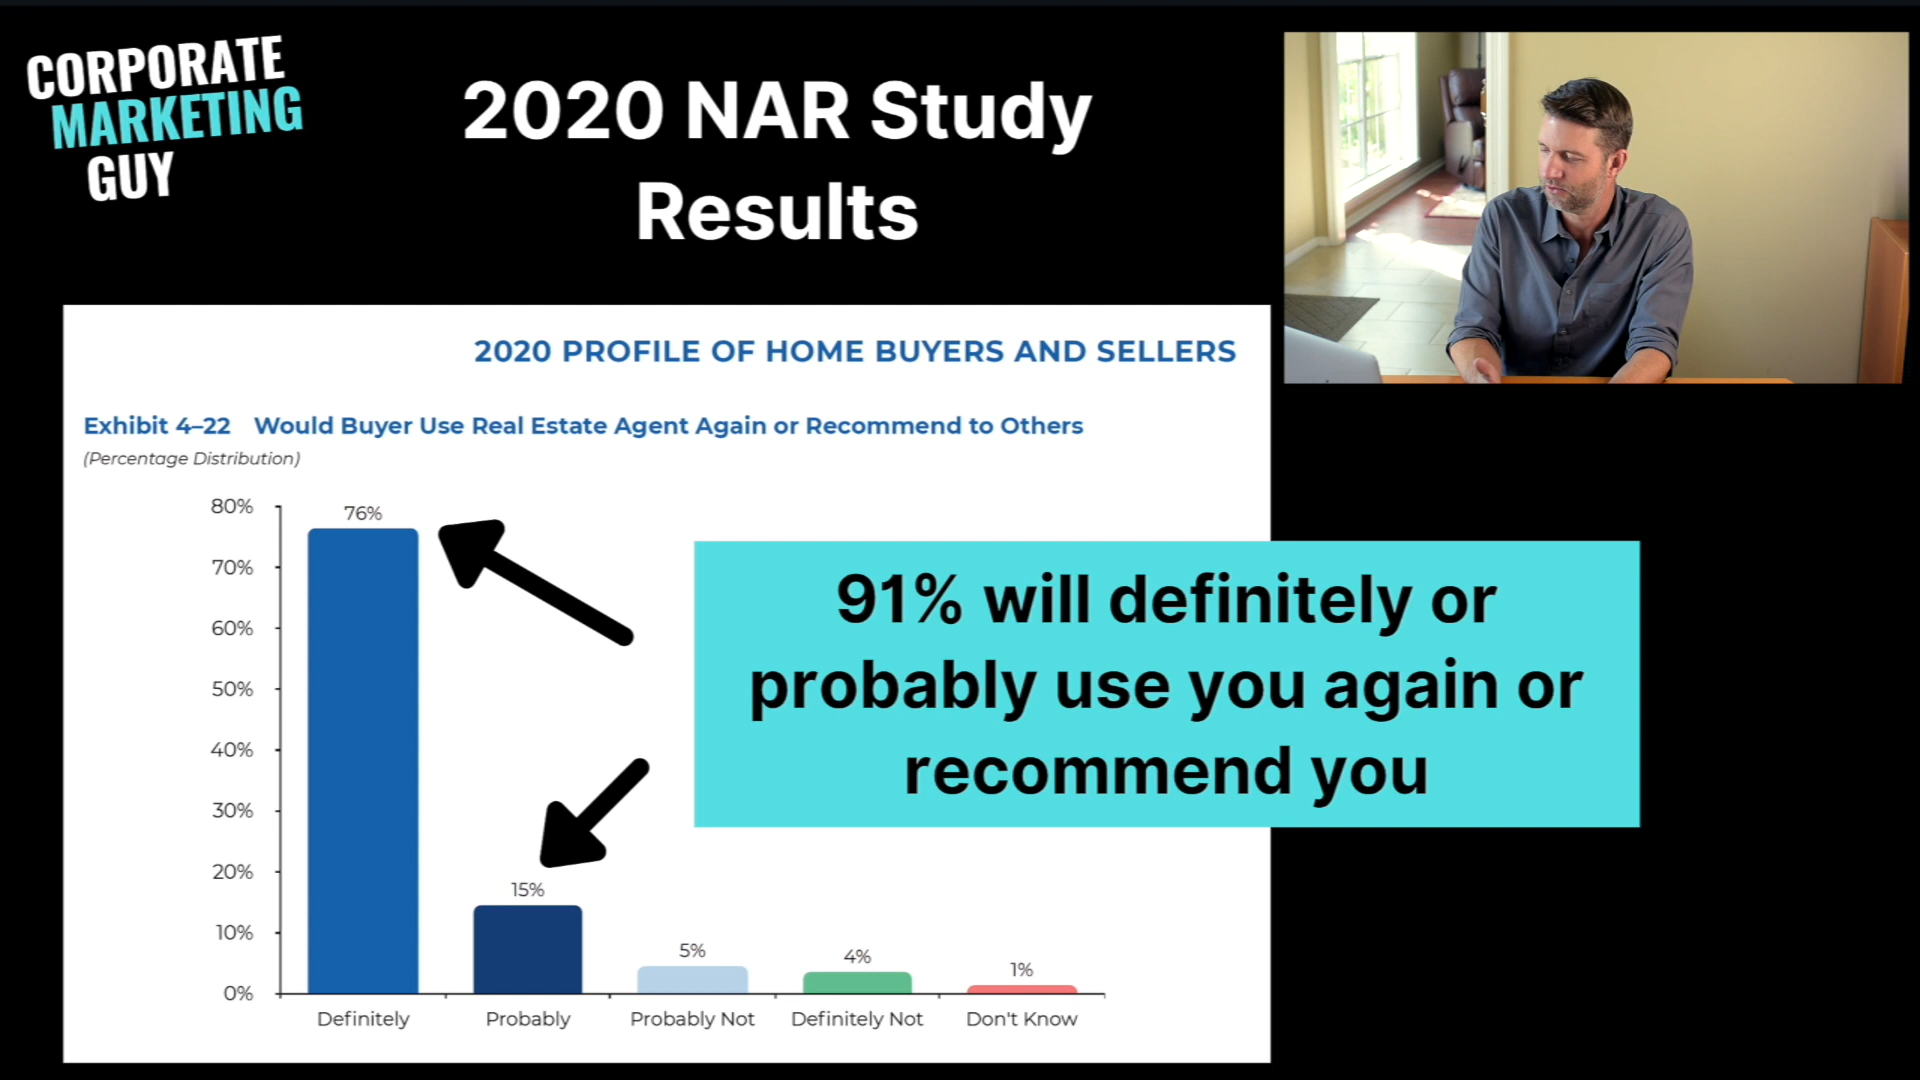 CORPORATE
MARKETING
GUY
2020 NAR Study
Results
2020 PROFILE OF HOME BUYERS AND SELLERS
Exhibit 4–22 Would Buyer Use Real Estate Agent Again or Recommend to Others
(Percentage Distribution)
80%
70%
60%
50%
40%
30%
20%
10%
0%
76%
15%
5%
4%
1%
Definitely
Probably
Probably Not
Definitely Not
Don't Know
91% will definitely or
probably use you again or
recommend you